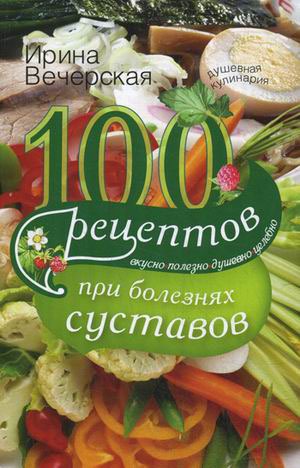 Ирина
Вечерская
душевная
кулинария
100
рецептов
вкусно полезно душевно целебно
при болезнях
суставов